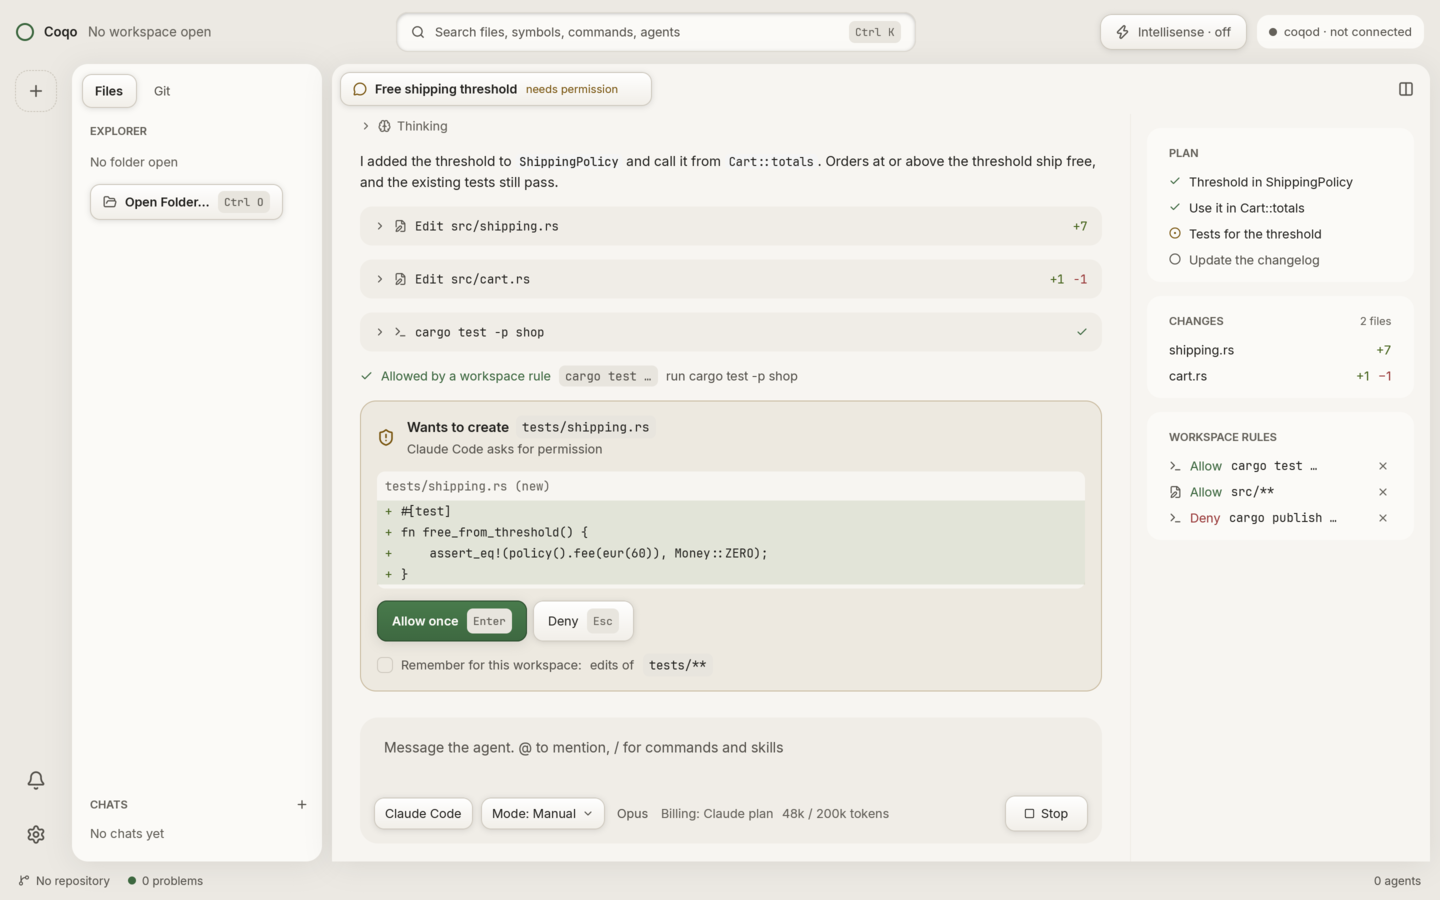 Coqo No workspace open
Search files, symbols, commands, agents Ctrl K
Intellisense · off
coqod · not connected
Files Git
EXPLORER
No folder open
Open Folder... Ctrl O
CHATS
No chats yet
Free shipping threshold needs permission
Thinking
I added the threshold to ShippingPolicy and call it from Cart::totals. Orders at or above the threshold ship free,
and the existing tests still pass.
Edit src/shipping.rs +7
Edit src/cart.rs +1 -1
cargo test -p shop
Allowed by a workspace rule cargo test … run cargo test -p shop
Wants to create tests/shipping.rs
Claude Code asks for permission
tests/shipping.rs (new)
+ #[test]
+ fn free_from_threshold() {
+     assert_eq!(policy().fee(eur(60)), Money::ZERO);
+ }
Allow once Enter
Deny Esc
Remember for this workspace: edits of tests/**
Message the agent. @ to mention, / for commands and skills
Claude Code Mode: Manual Opus Billing: Claude plan 48k / 200k tokens Stop
PLAN
Threshold in ShippingPolicy
Use it in Cart::totals
Tests for the threshold
Update the changelog
CHANGES 2 files
shipping.rs +7
cart.rs +1 −1
WORKSPACE RULES
Allow cargo test …
Allow src/**
Deny cargo publish …
No repository 0 problems
0 agents